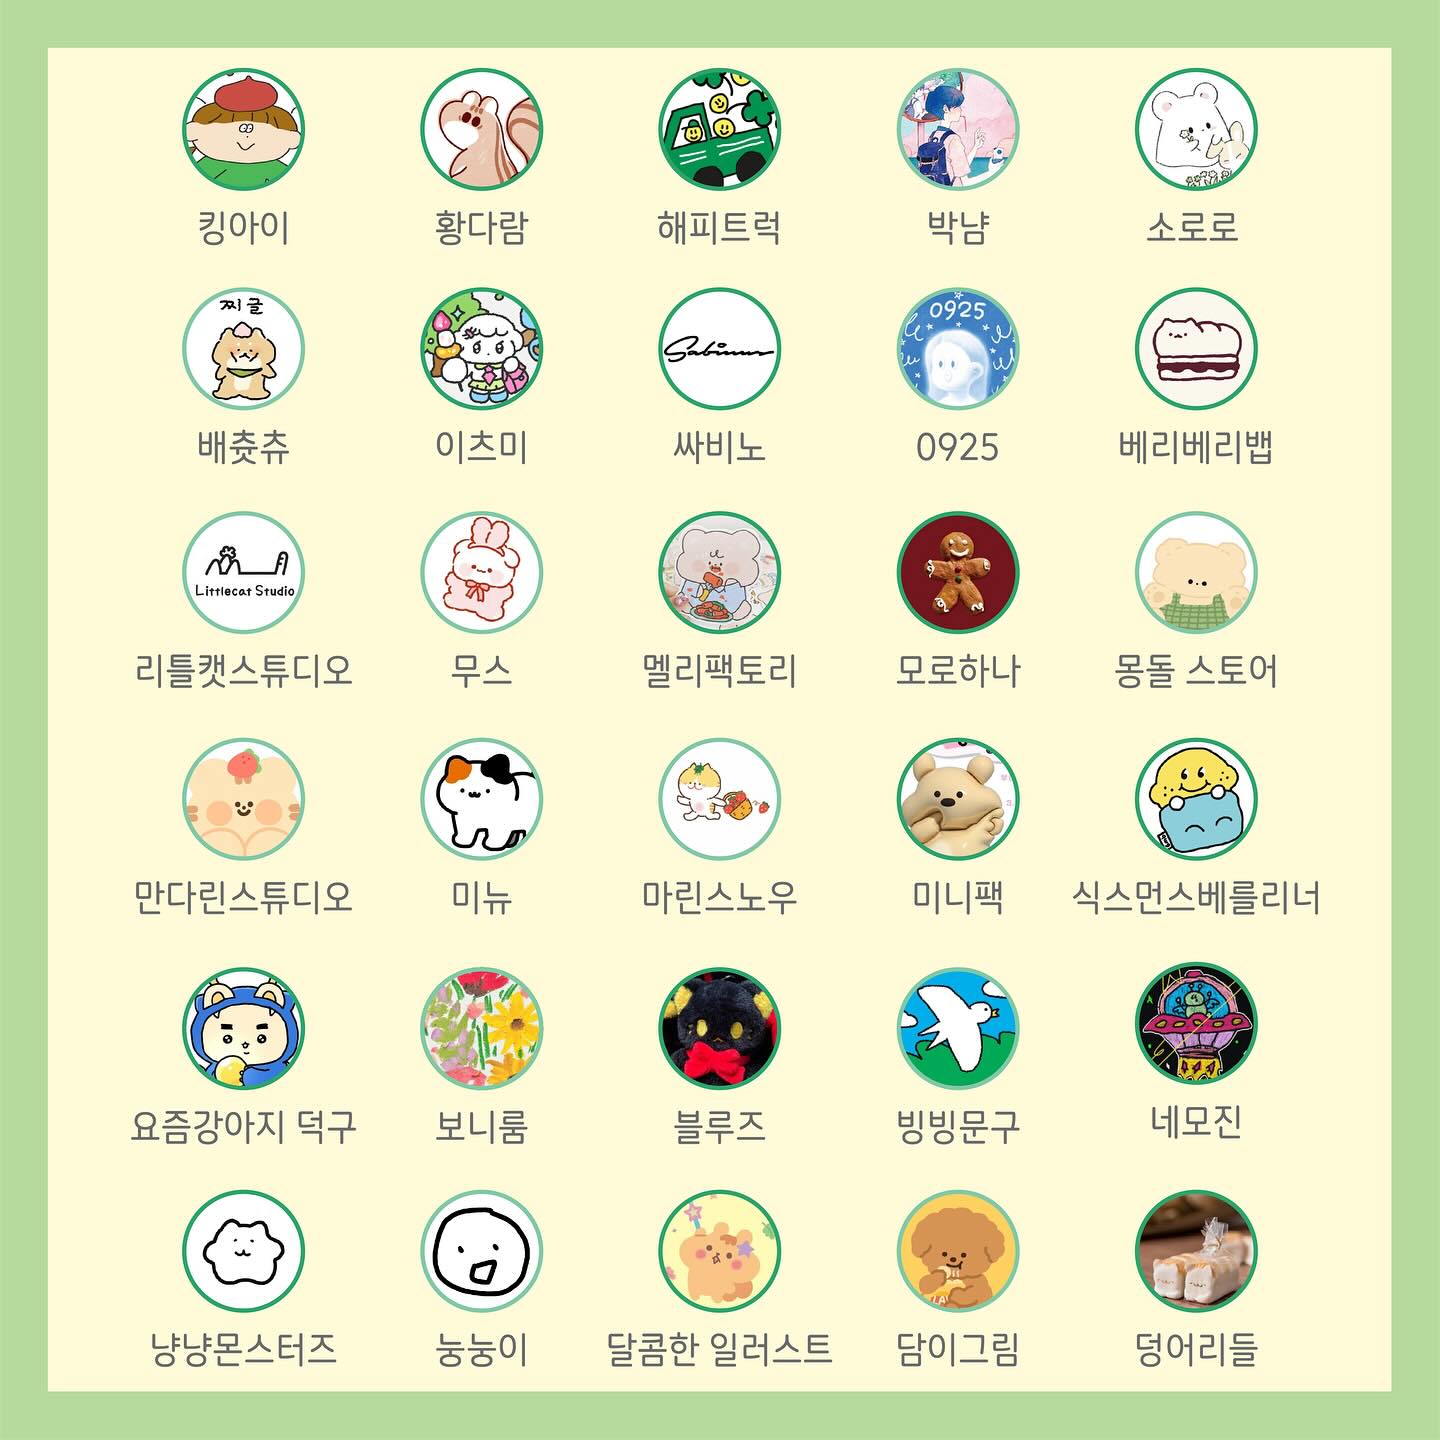 킹아이
황다람
해피트럭
박냠
소로로
찌글
배츗츄
이츠미
Sabinus
싸비노
0925
0925
베리베리뱁
Littlecat Studio
리틀캣스튜디오
무스
멜리팩토리
모로하나
몽돌 스토어
만다린스튜디오
미뉴
마린스노우
미니팩
식스먼스베를리너
요즘강아지 덕구
보니룸
블루즈
빙빙문구
네모진
냥냥몬스터즈
눙눙이
달콤한 일러스트
담이그림
덩어리들